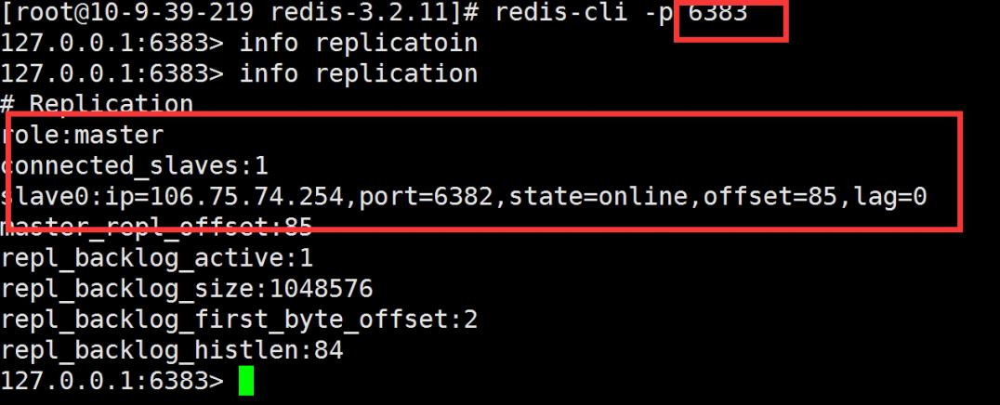 [root@10-9-39-219 redis-3.2.11]# redis-cli -p 6383
127.0.0.1:6383> info replicatoin
127.0.0.1:6383> info replication
# Replication
role:master
connected_slaves:1
slave0:ip=106.75.74.254,port=6382,state=online,offset=85,lag=0
master_repl_offset:85
repl_backlog_active:1
repl_backlog_size:1048576
repl_backlog_first_byte_offset:2
repl_backlog_histlen:84
127.0.0.1:6383>